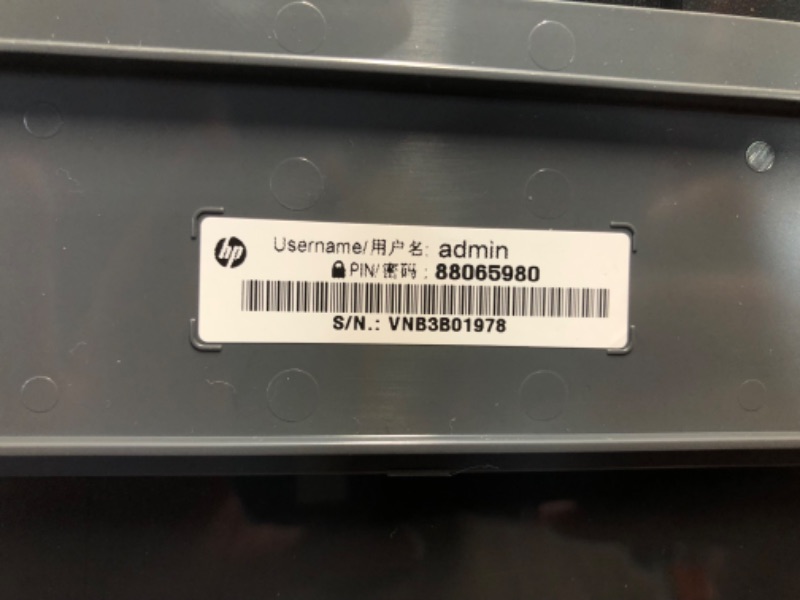 hp Username/用户名: admin
PIN/密码: 88065980
S/N.: VNB3B01978